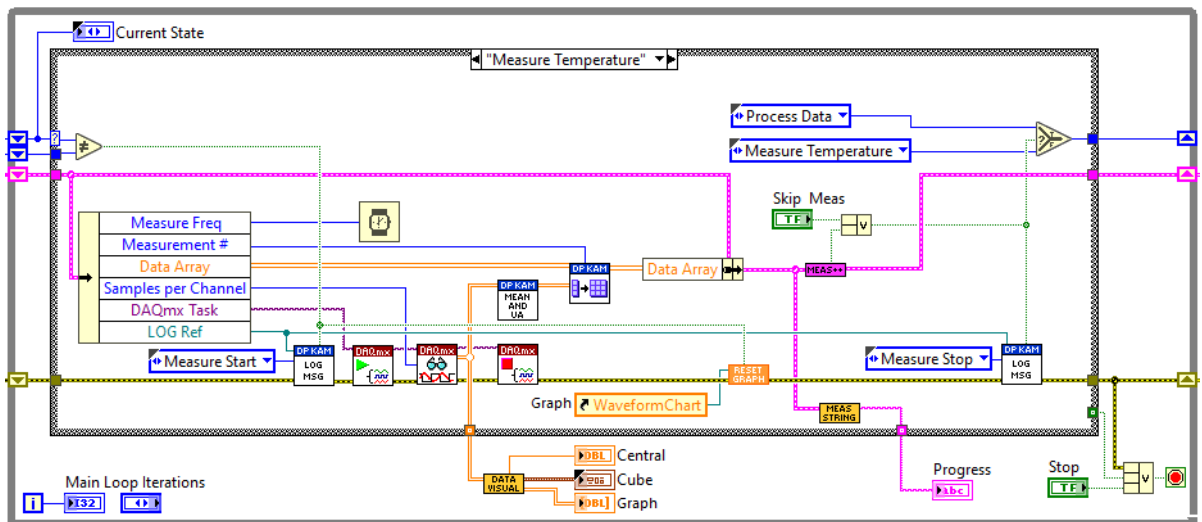 Current State
"Measure Temperature"
?
≠
Process Data
Measure Temperature
?
T
F
Skip Meas
TF
V
Measure Freq
Measurement #
Data Array
Samples per Channel
DAQmx Task
LOG Ref
DP KAM
DP KAM
MEAN
AND
UA
Data Array
MEAS++
Measure Start
DP KAM
LOG
MSG
DAQmx
DAQmx
DAQmx
RESET
GRAPH
Measure Stop
DP KAM
LOG
MSG
Graph
WaveformChart
MEAS
STRING
DATA
VISUAL
DBL
Central
Cube
DBL]
Graph
Main Loop Iterations
i
I32
Progress
abc
Stop
TF
V